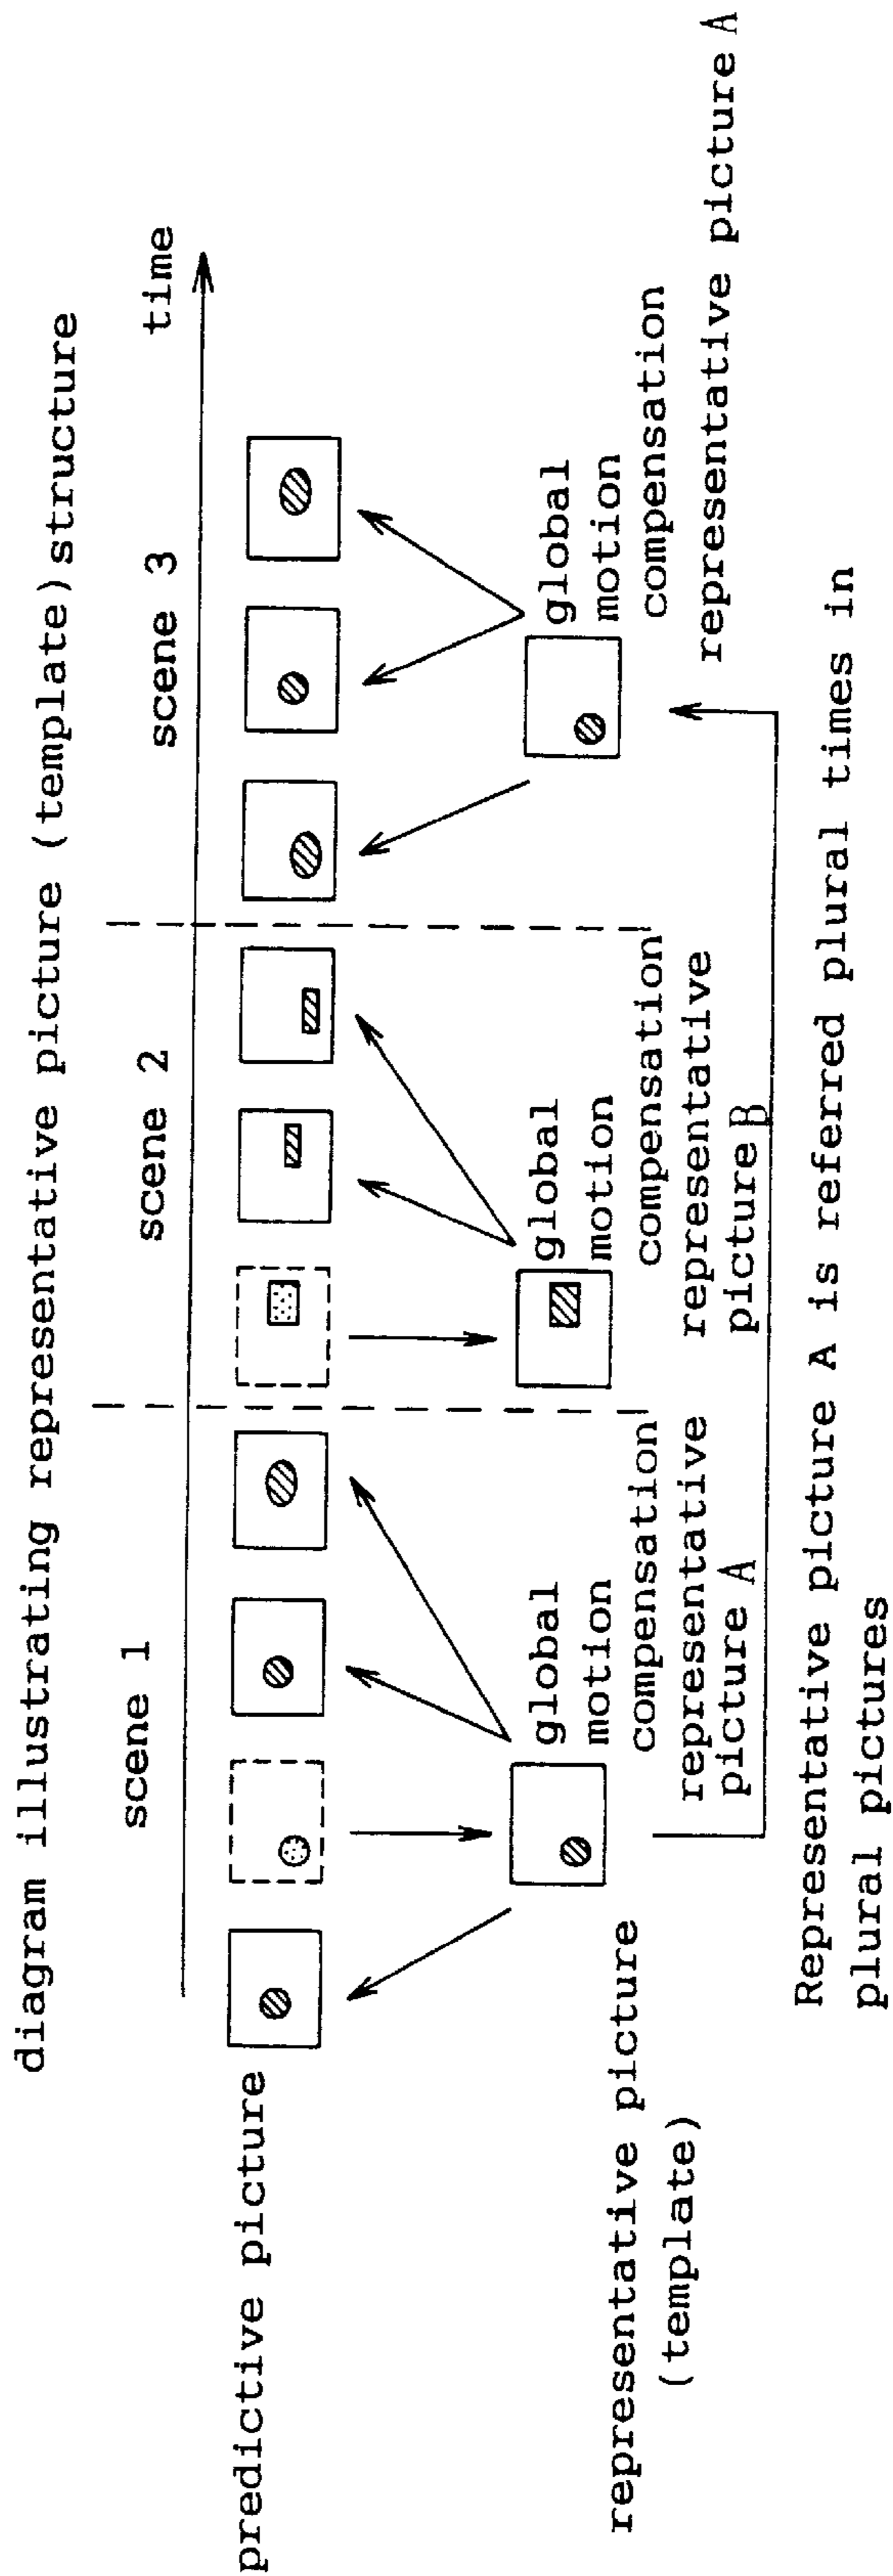 diagram illustrating representative picture (template) structure
time
scene 1
scene 2
scene 3
predictive picture
global
motion
compensation
representative
picture A
global
motion
compensation
representative
picture B
global
motion
compensation
representative picture A
representative picture
(template)
Representative picture A is referred plural times in
plural pictures